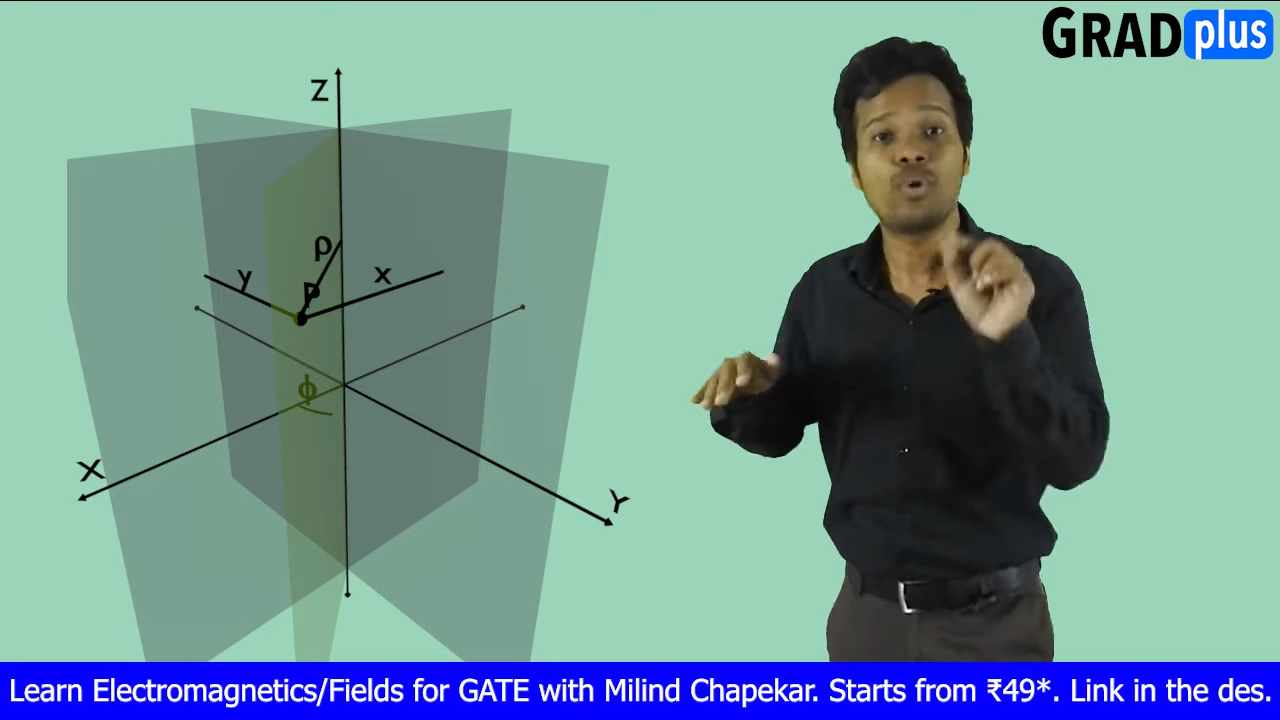 GRADplus
Z
ρ
y
x
P
ϕ
X
Y
Learn Electromagnetics/Fields for GATE with Milind Chapekar. Starts from ₹49*. Link in the des.